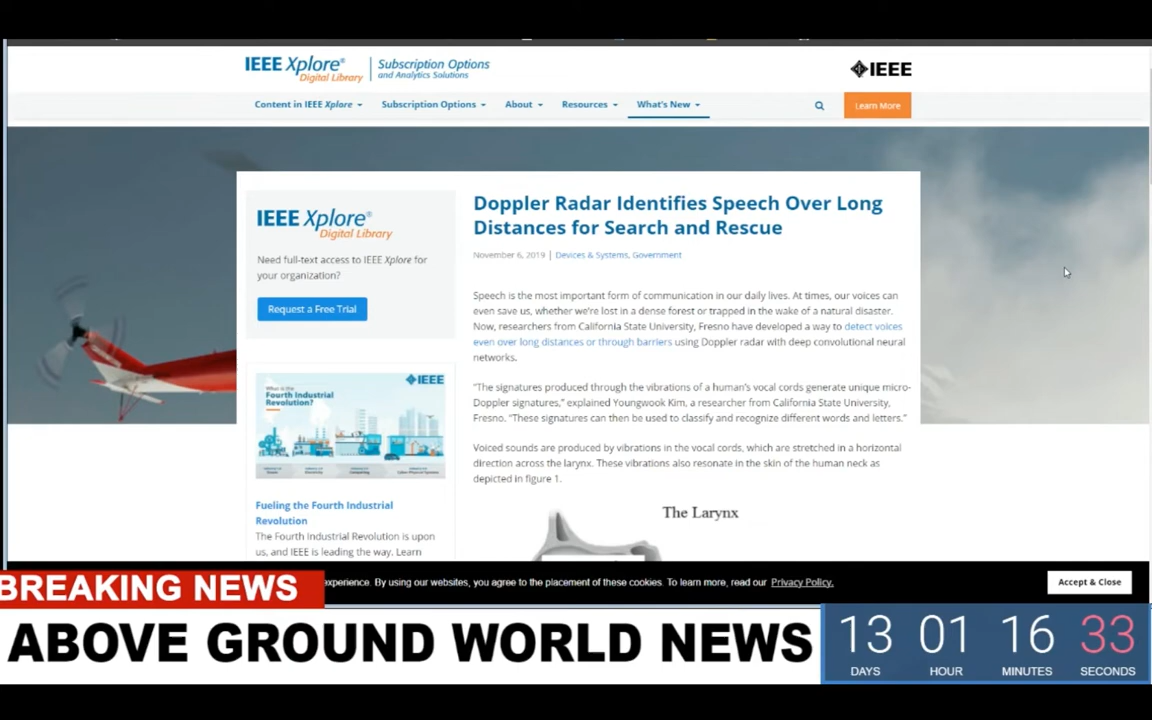 IEEE Xplore®
Digital Library
Subscription Options
and Analytics Solutions
IEEE
Content in IEEE Xplore
Subscription Options
About
Resources
What's New
Learn More
IEEE Xplore®
Digital Library
Need full-text access to IEEE Xplore for
your organization?
Request a Free Trial
Doppler Radar Identifies Speech Over Long
Distances for Search and Rescue
November 6, 2019 | Devices & Systems, Government
Speech is the most important form of communication in our daily lives. At times, our voices can
even save us, whether we're lost in a dense forest or trapped in the wake of a natural disaster.
Now, researchers from California State University, Fresno have developed a way to detect voices
even over long distances or through barriers using Doppler radar with deep convolutional neural
networks.
"The signatures produced through the vibrations of a human's vocal cords generate unique micro-
Doppler signatures," explained Youngwook Kim, a researcher from California State University,
Fresno. "These signatures can then be used to classify and recognize different words and letters."
Voiced sounds are produced by vibrations in the vocal cords, which are stretched in a horizontal
direction across the larynx. These vibrations also resonate in the skin of the human neck as
depicted in figure 1.
The Larynx
What is the
Fourth Industrial
Revolution?
IEEE
Fueling the Fourth Industrial
Revolution
The Fourth Industrial Revolution is upon
us, and IEEE is leading the way. Learn
experience. By using our websites, you agree to the placement of these cookies. To learn more, read our Privacy Policy.
Accept & Close
BREAKING NEWS
ABOVE GROUND WORLD NEWS
13 01 16 33
DAYS HOUR MINUTES SECONDS